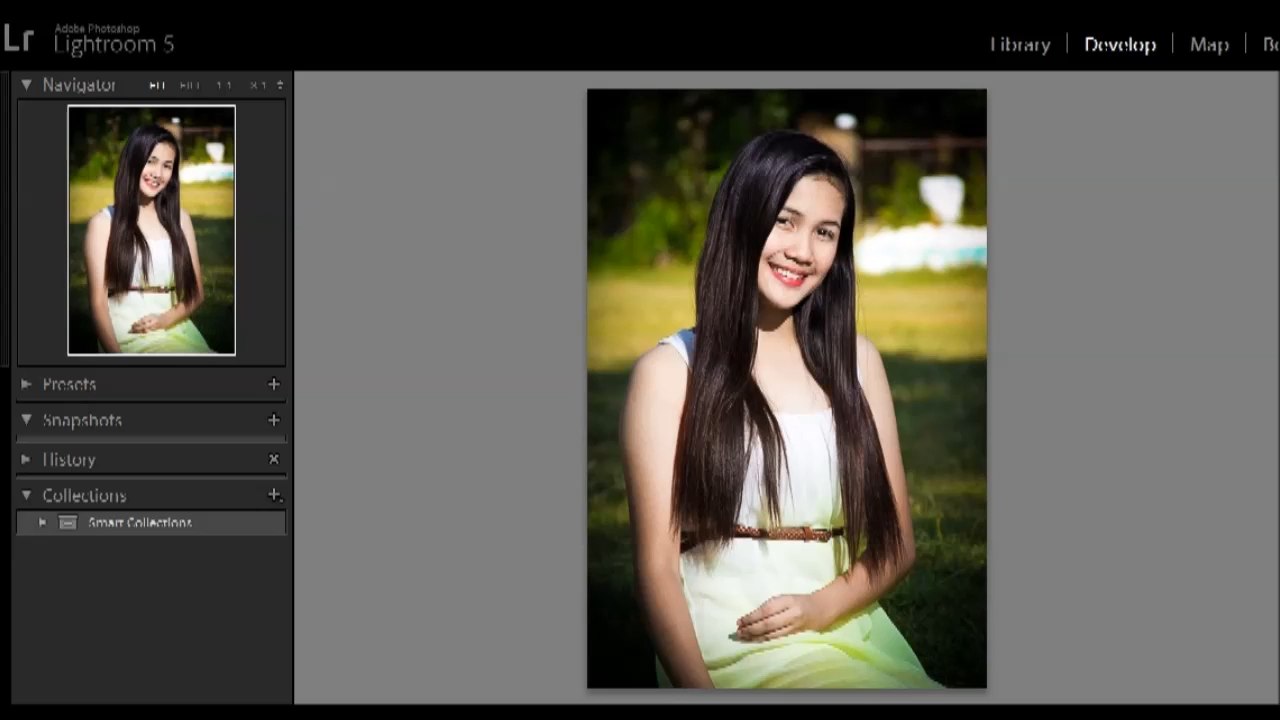 Lr
Adobe Photoshop
Lightroom 5
Library
Develop
Map
Navigator
Presets
Snapshots
History
Collections
Smart Collections